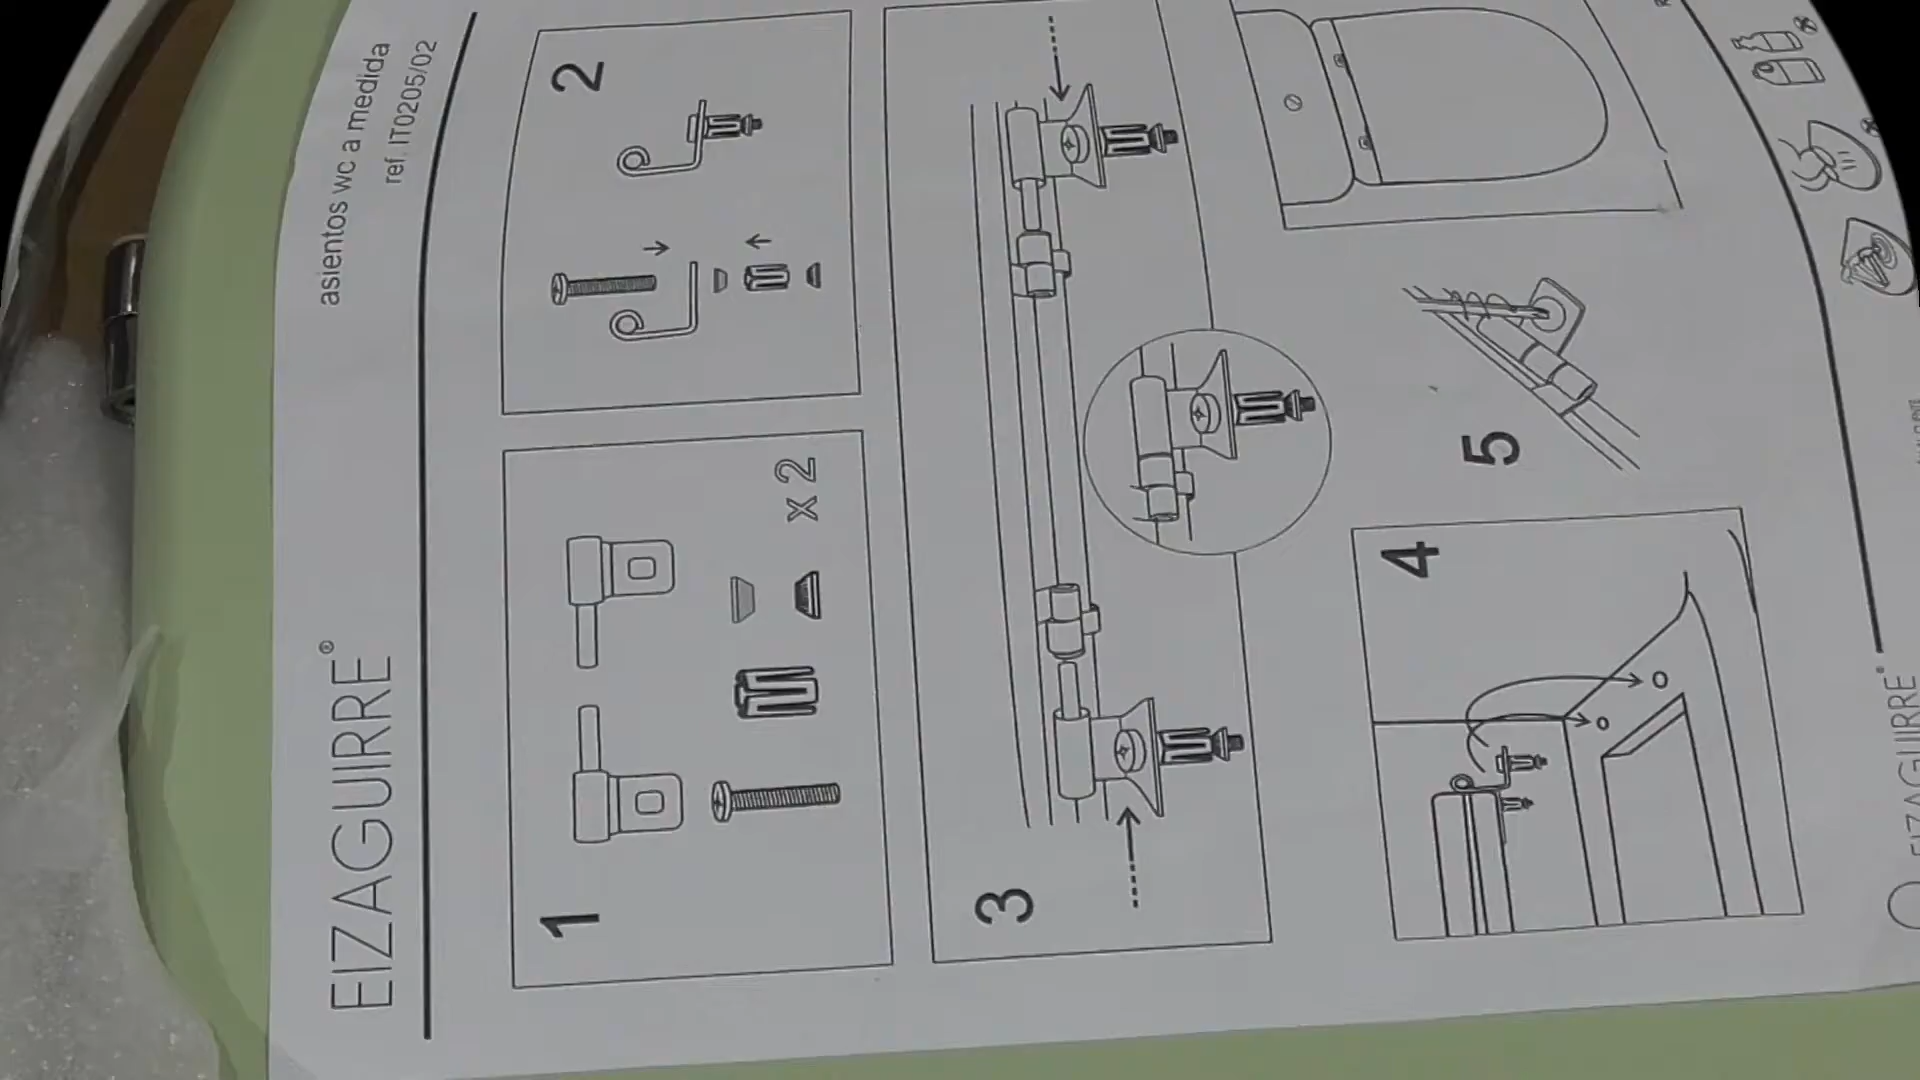 EIZAGUIRRE®
asientos wc a medida
ref. IT0205/02
1
x 2
2
3
4
5
EIZAGUIRRE®